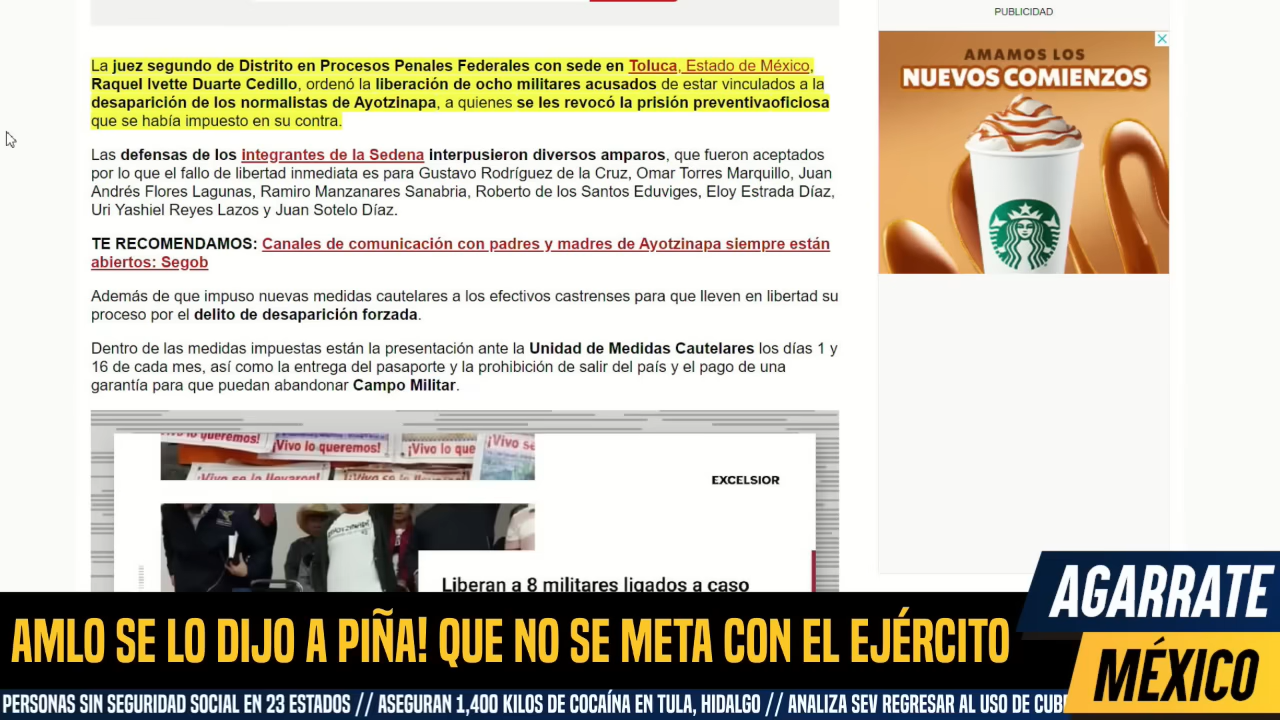 PUBLICIDAD
La juez segundo de Distrito en Procesos Penales Federales con sede en Toluca, Estado de México,
Raquel Ivette Duarte Cedillo, ordenó la liberación de ocho militares acusados de estar vinculados a la
desaparición de los normalistas de Ayotzinapa, a quienes se les revocó la prisión preventivaoficiosa
que se había impuesto en su contra.
Las defensas de los integrantes de la Sedena interpusieron diversos amparos, que fueron aceptados
por lo que el fallo de libertad inmediata es para Gustavo Rodríguez de la Cruz, Omar Torres Marquillo, Juan
Andrés Flores Lagunas, Ramiro Manzanares Sanabria, Roberto de los Santos Eduviges, Eloy Estrada Díaz,
Uri Yashiel Reyes Lazos y Juan Sotelo Díaz.
TE RECOMENDAMOS: Canales de comunicación con padres y madres de Ayotzinapa siempre están
abiertos: Segob
Además de que impuso nuevas medidas cautelares a los efectivos castrenses para que lleven en libertad su
proceso por el delito de desaparición forzada.
Dentro de las medidas impuestas están la presentación ante la Unidad de Medidas Cautelares los días 1 y
16 de cada mes, así como la entrega del pasaporte y la prohibición de salir del país y el pago de una
garantía para que puedan abandonar Campo Militar.
AMAMOS LOS
NUEVOS COMIENZOS
lo queremos!
¡Vivo lo queremos!
¡Vivo lo que
¡Vivo se
¡Vivo se lo llevaron!
EXCELSIOR
Liberan a 8 militares ligados a caso
AGARRATE
MÉXICO
AMLO SE LO DIJO A PIÑA! QUE NO SE META CON EL EJÉRCITO
PERSONAS SIN SEGURIDAD SOCIAL EN 23 ESTADOS // ASEGURAN 1,400 KILOS DE COCAÍNA EN TULA, HIDALGO // ANALIZA SEV REGRESAR AL USO DE CUB